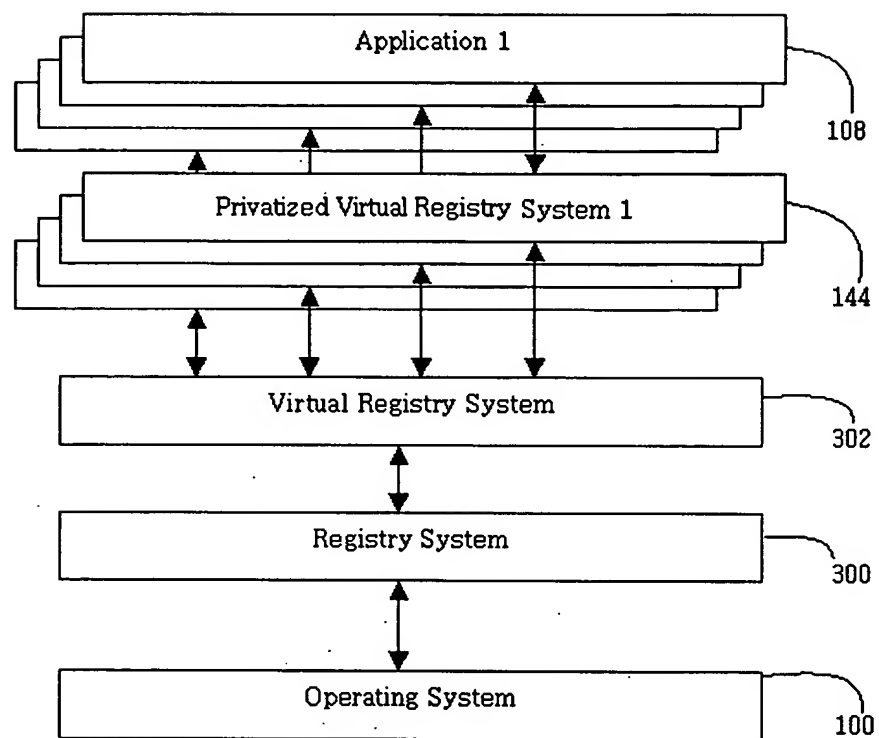 Application 1
108
Privatized Virtual Registry System 1
144
Virtual Registry System
302
Registry System
300
Operating System
100